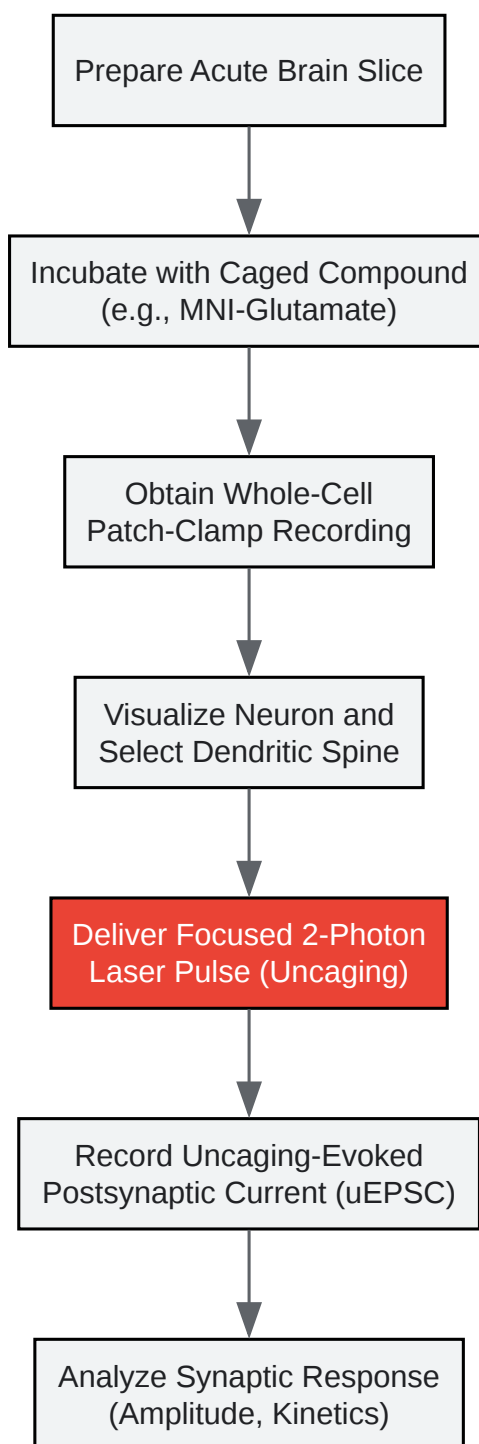 Prepare Acute Brain Slice
Incubate with Caged Compound
(e.g., MNI-Glutamate)
Obtain Whole-Cell
Patch-Clamp Recording
Visualize Neuron and
Select Dendritic Spine
Deliver Focused 2-Photon
Laser Pulse (Uncaging)
Record Uncaging-Evoked
Postsynaptic Current (uEPSC)
Analyze Synaptic Response
(Amplitude, Kinetics)